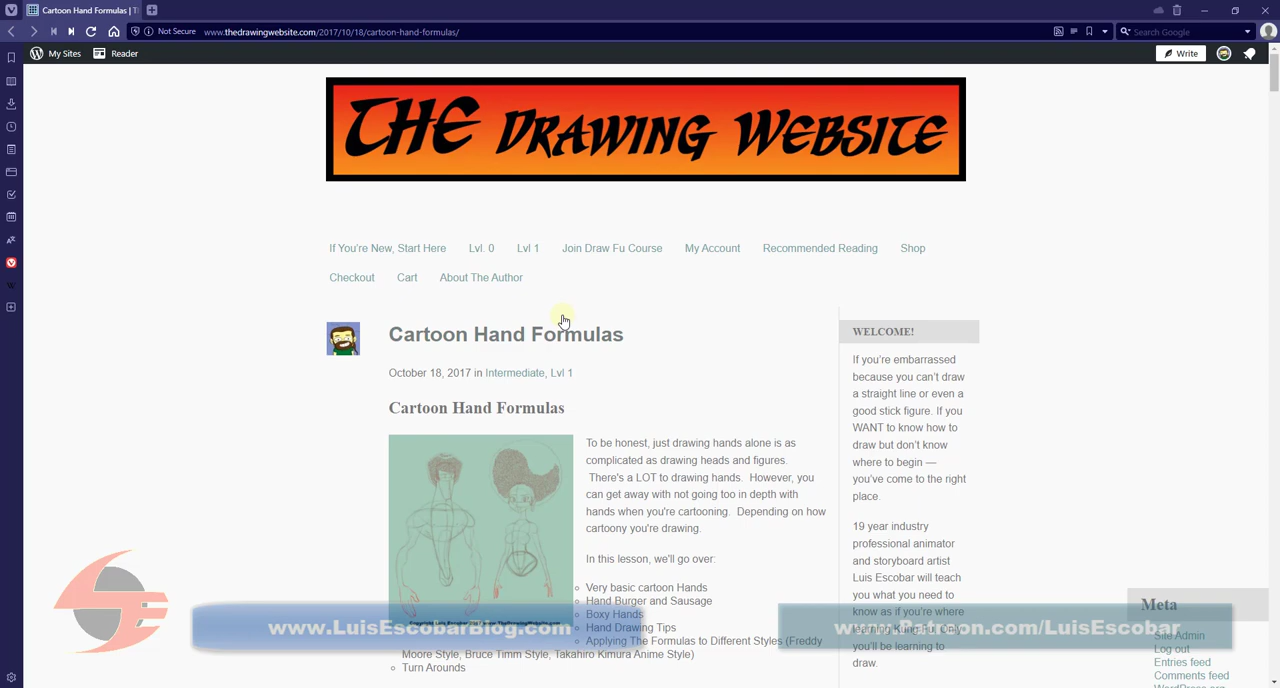 Cartoon Hand Formulas | T
Not Secure
www.thedrawingwebsite.com/2017/10/18/cartoon-hand-formulas/
Search Google
My Sites
Reader
Write
THE DRAWING WEBSITE
If You're New, Start Here
Lvl. 0
Lvl 1
Join Draw Fu Course
My Account
Recommended Reading
Shop
Checkout
Cart
About The Author
Cartoon Hand Formulas
October 18, 2017 in Intermediate, Lvl 1
Cartoon Hand Formulas
To be honest, just drawing hands alone is as
complicated as drawing heads and figures.
There's a LOT to drawing hands. However, you
can get away with not going too in depth with
hands when you're cartooning. Depending on how
cartoony you're drawing.
In this lesson, we'll go over:
Very basic cartoon Hands
Hand Burger and Sausage
Boxy Hands
Hand Drawing Tips
Applying The Formulas to Different Styles (Freddy
Moore Style, Bruce Timm Style, Takahiro Kimura Anime Style)
Turn Arounds
WELCOME!
If you're embarrassed
because you can't draw
a straight line or even a
good stick figure. If you
WANT to know how to
draw but don't know
where to begin —
you've come to the right
place.
19 year industry
professional animator
and storyboard artist
Luis Escobar will teach
you what you need to
know as if you're where
learning Kung Fu. Only
you'll be learning to
draw.
Meta
Site Admin
Log out
Entries feed
Comments feed
WordPress.org
www.LuisEscobarBlog.com
www.Patreon.com/LuisEscobar